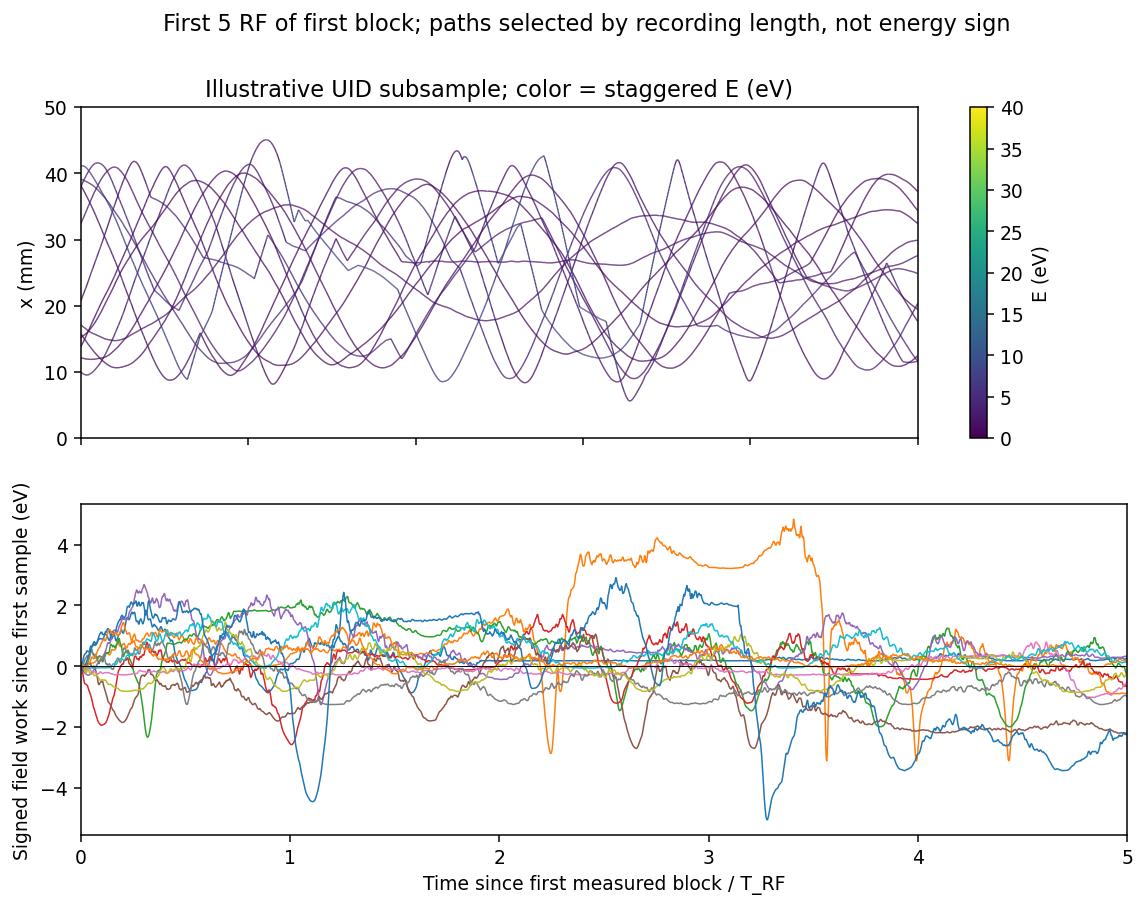 First 5 RF of first block; paths selected by recording length, not energy sign
Illustrative UID subsample; color = staggered E (eV)
50
40
30
20
10
0
x (mm)
40
35
30
25
20
15
10
5
0
E (eV)
4
2
0
−2
−4
Signed field work since first sample (eV)
0 1 2 3 4 5
Time since first measured block / T_RF